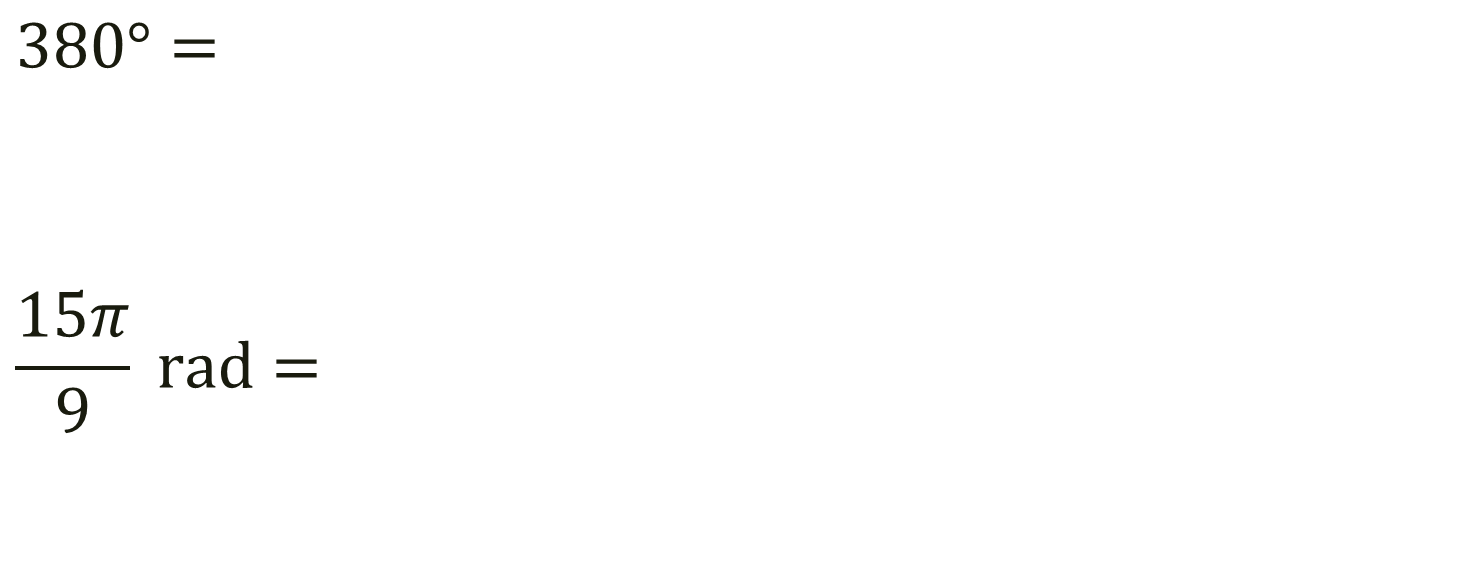 380° =
15π/9 rad =